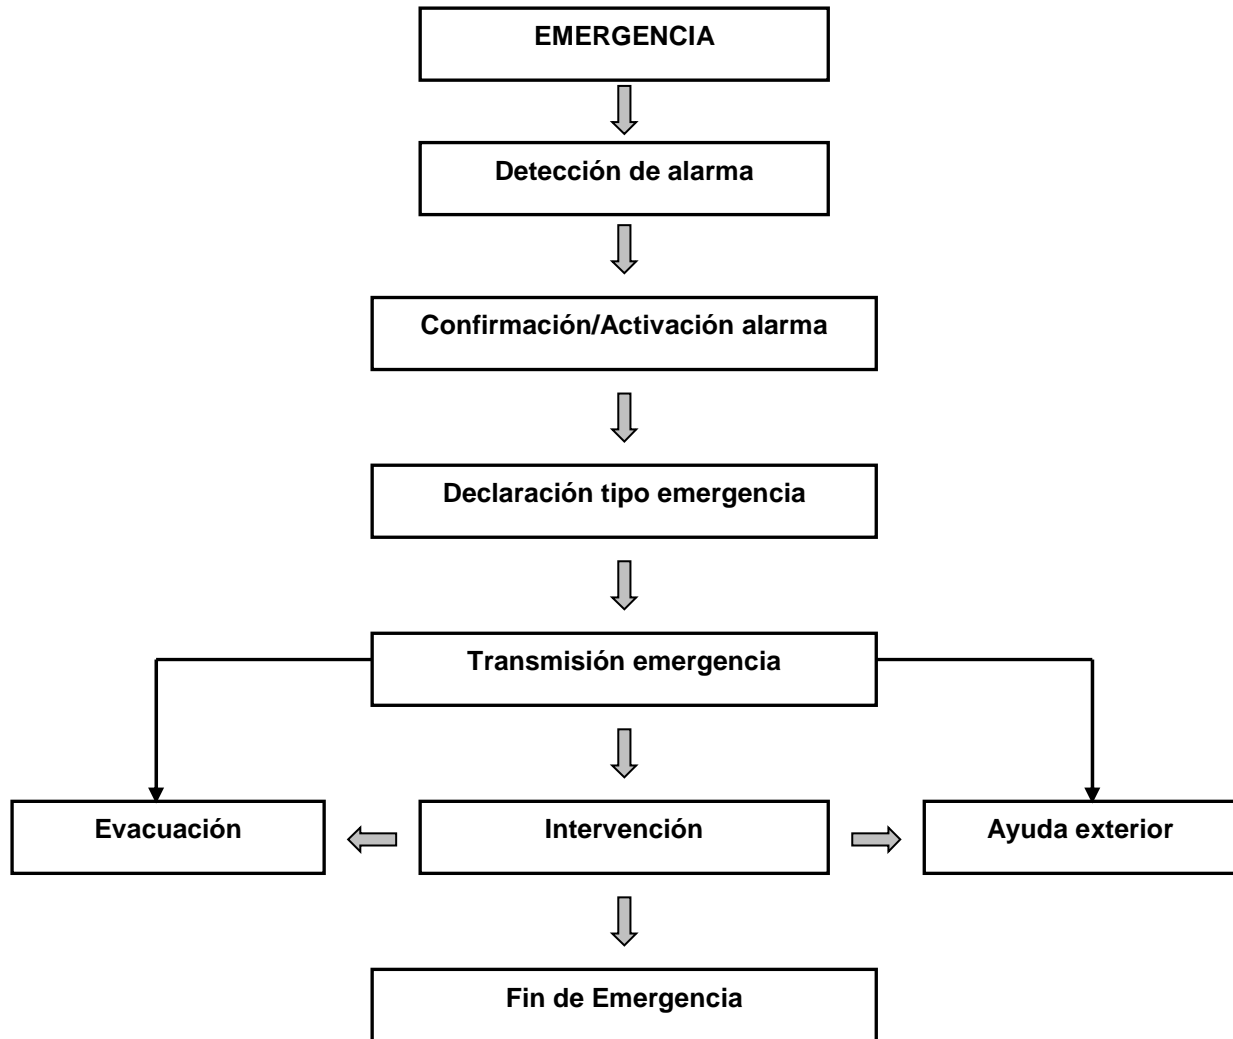 EMERGENCIA
Detección de alarma
Confirmación/Activación alarma
Declaración tipo emergencia
Transmisión emergencia
Evacuación
Intervención
Ayuda exterior
Fin de Emergencia